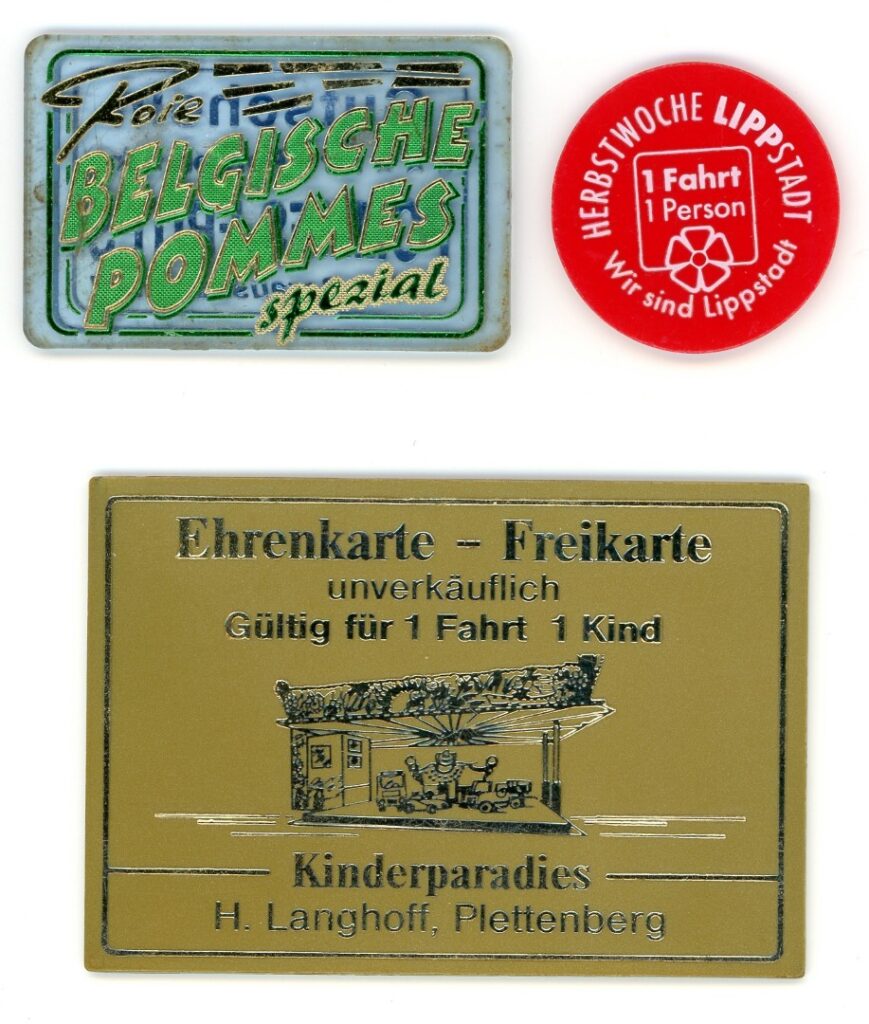 Roie
BELGISCHE
POMMES
spezial
HERBSTWOCHE LIPPSTADT
1 Fahrt
1 Person
Wir sind Lippstadt
Ehrenkarte – Freikarte
unverkäuflich
Gültig für 1 Fahrt 1 Kind
Kinderparadies
H. Langhoff, Plettenberg